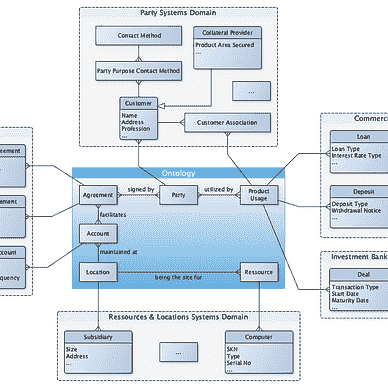 Party Systems Domain
Contact Method
Collateral Provider
Product Area Secured
...
Party Purpose Contact Method
...
Customer
Name
Address
Profession
...
Customer Association
Commerc
Loan
Loan Type
Interest Rate Type
...
Deposit
Deposit Type
Withdrawal Notice
...
Investment Bank
Deal
Transaction Type
Start Date
Maturity Date
reement
...
ement
...
ccount
equency
Ontology
Agreement
signed by
Party
utilized by
Product
Usage
facilitates
Account
maintained at
Location
being the site for
Ressource
Ressources & Locations Systems Domain
Subsidiary
Size
Address
...
...
Computer
SKN
Type
Serial No
...